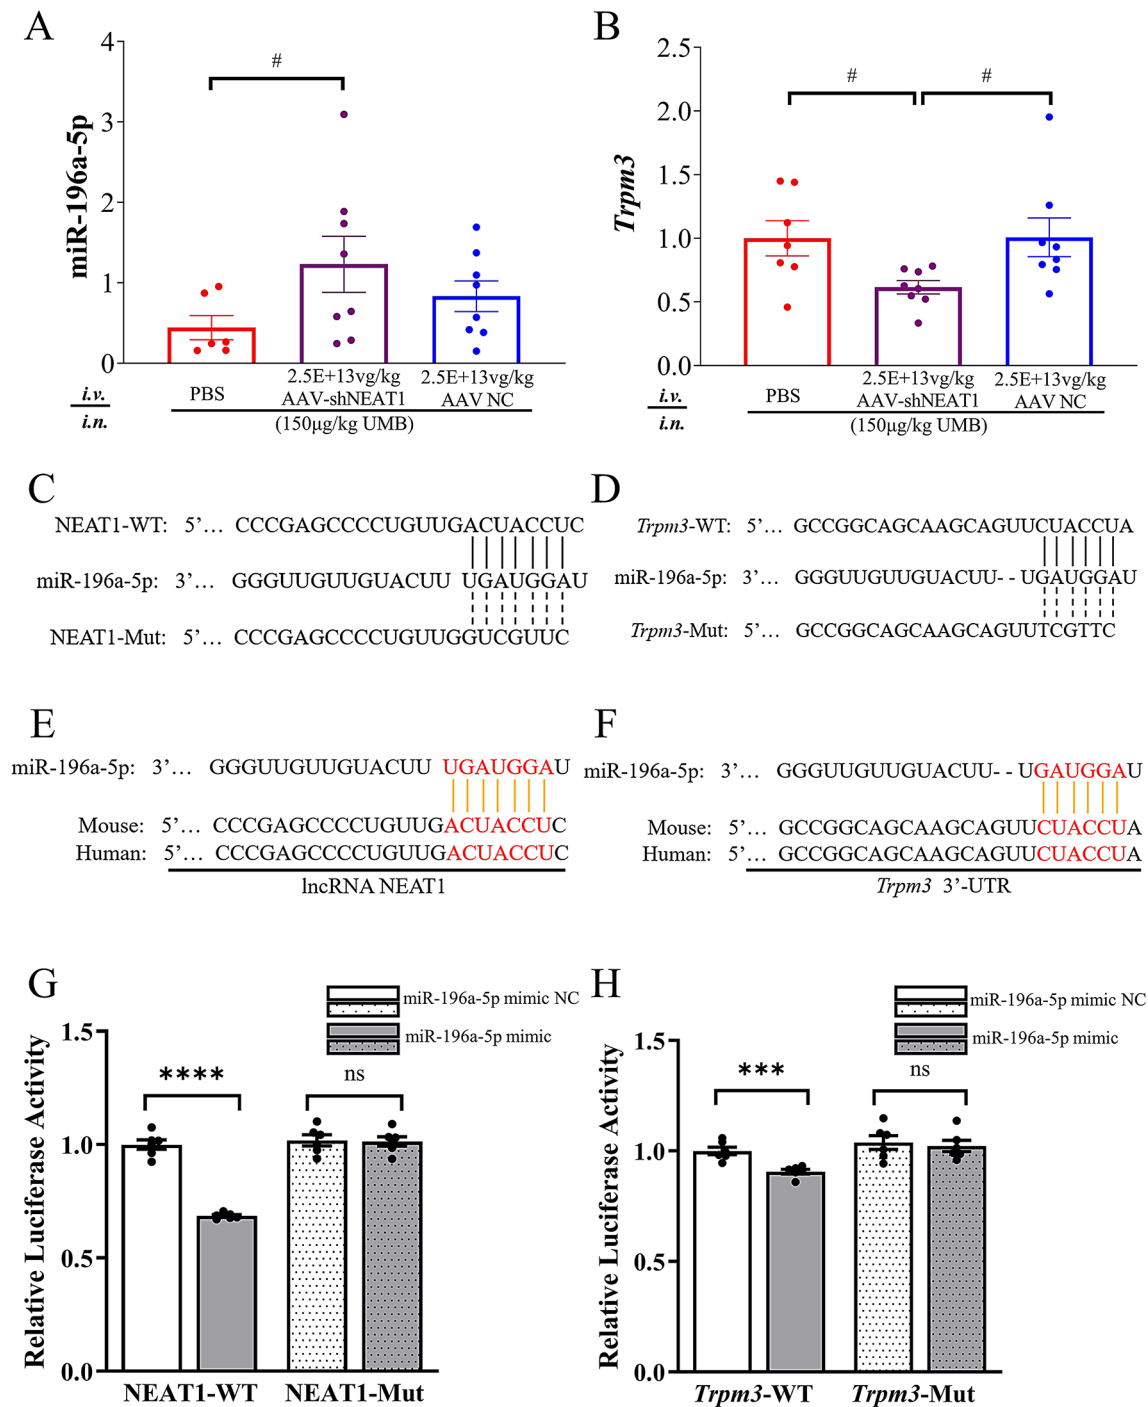 A
B
4
3
2
1
0
miR-196a-5p
#
PBS
2.5E+13vg/kg
AAV-shNEAT1
2.5E+13vg/kg
AAV NC
i.v.
i.n.
(150μg/kg UMB)
2.5
2.0
1.5
1.0
0.5
0.0
Trpm3
#
#
PBS
2.5E+13vg/kg
AAV-shNEAT1
2.5E+13vg/kg
AAV NC
i.v.
i.n.
(150μg/kg UMB)
C
NEAT1-WT: 5’… CCCGAGCCCCUGUUGACUACCUC
miR-196a-5p: 3’… GGGUUGUUGUACUU UGAUGGAU
NEAT1-Mut: 5’… CCCGAGCCCCUGUUGGUCGUUC
D
Trpm3-WT: 5’… GCCGGCAGCAAGCAGUUCUACCUA
miR-196a-5p: 3’… GGGUUGUUGUACUU- - UGAUGGAU
Trpm3-Mut: 5’… GCCGGCAGCAAGCAGUUTCGTTC
E
miR-196a-5p: 3’… GGGUUGUUGUACUU UGAUGGAU
Mouse: 5’… CCCGAGCCCCUGUUGACUACCUC
Human: 5’… CCCGAGCCCCUGUUGACUACCUC
lncRNA NEAT1
F
miR-196a-5p: 3’… GGGUUGUUGUACUU- - UGAUGGAU
Mouse: 5’… GCCGGCAGCAAGCAGUUCUACCUA
Human: 5’… GCCGGCAGCAAGCAGUUCUACCUA
Trpm3 3’-UTR
G
miR-196a-5p mimic NC
miR-196a-5p mimic
Relative Luciferase Activity
1.5
1.0
0.5
0.0
****
ns
NEAT1-WT
NEAT1-Mut
H
miR-196a-5p mimic NC
miR-196a-5p mimic
Relative Luciferase Activity
1.5
1.0
0.5
0.0
***
ns
Trpm3-WT
Trpm3-Mut